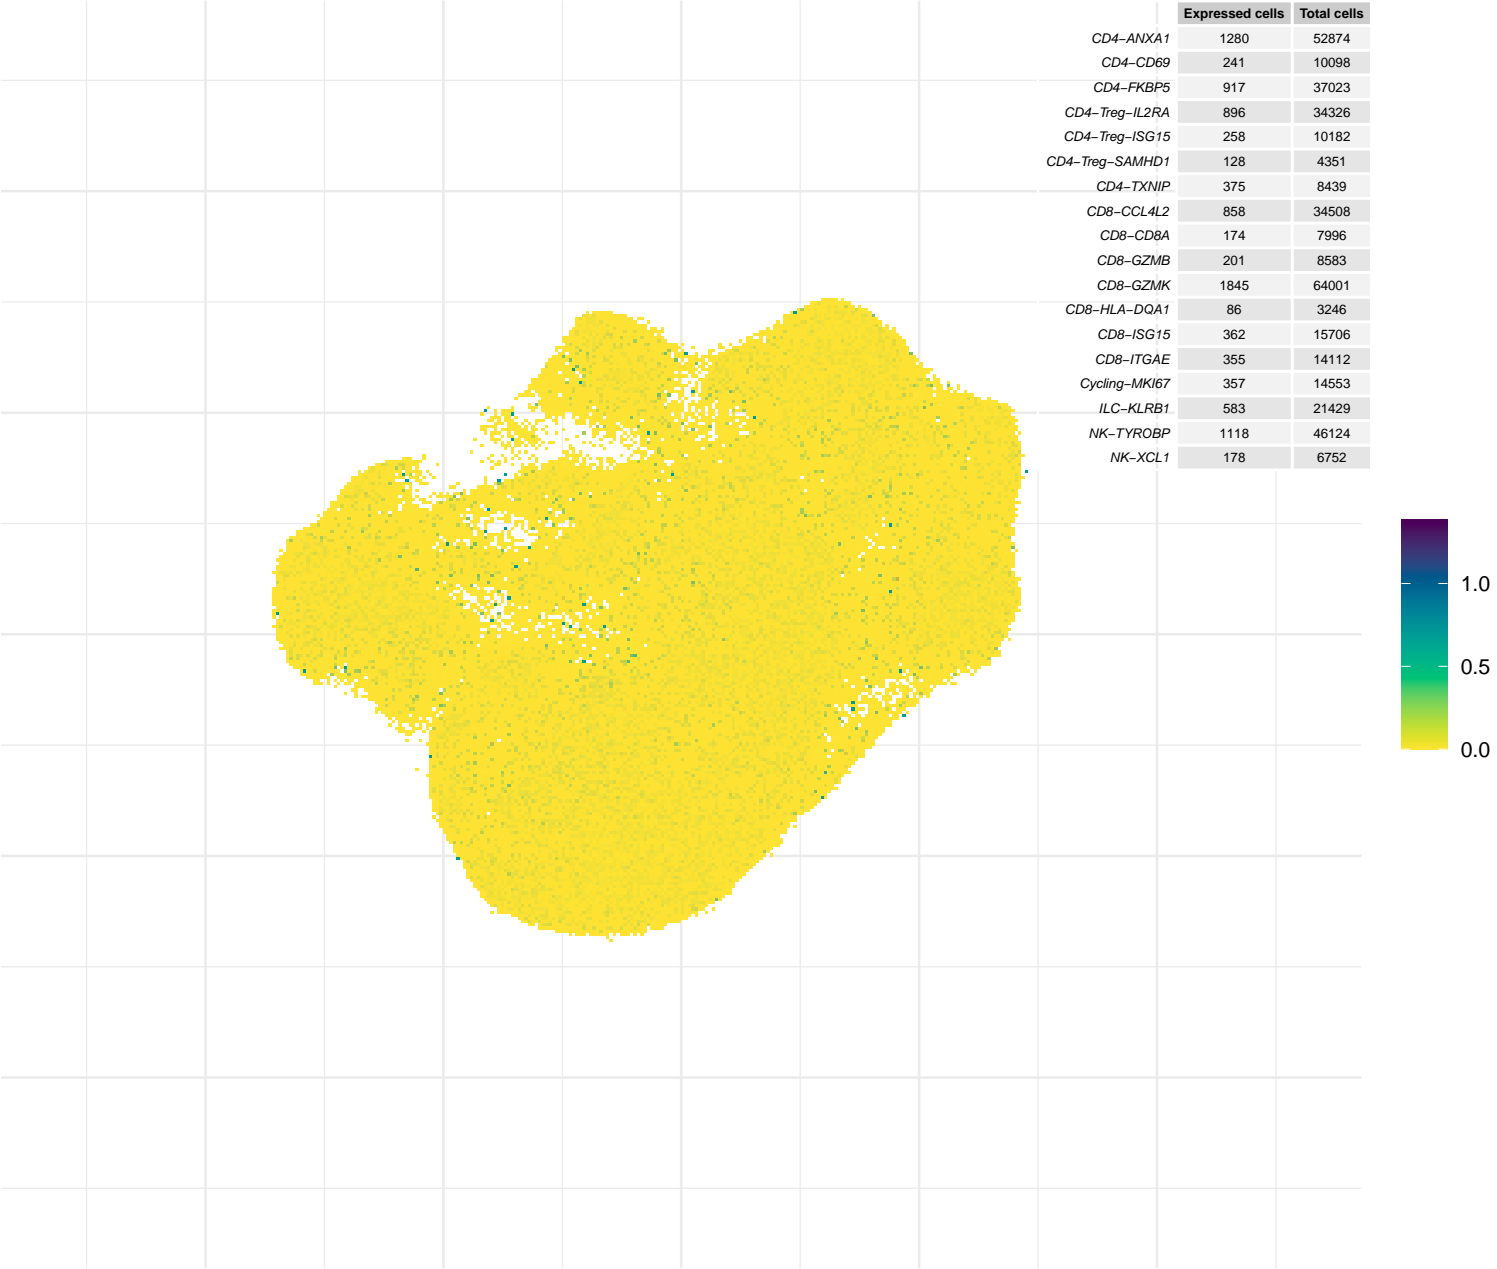 Expressed cells Total cells
CD4−ANXA1 1280 52874
CD4−CD69 241 10098
CD4−FKBP5 917 37023
CD4−Treg−IL2RA 896 34326
CD4−Treg−ISG15 258 10182
CD4−Treg−SAMHD1 128 4351
CD4−TXNIP 375 8439
CD8−CCL4L2 858 34508
CD8−CD8A 174 7996
CD8−GZMB 201 8583
CD8−GZMK 1845 64001
CD8−HLA−DQA1 86 3246
CD8−ISG15 362 15706
CD8−ITGAE 355 14112
Cycling−MKI67 357 14553
ILC−KLRB1 583 21429
NK−TYROBP 1118 46124
NK−XCL1 178 6752
1.0
0.5
0.0